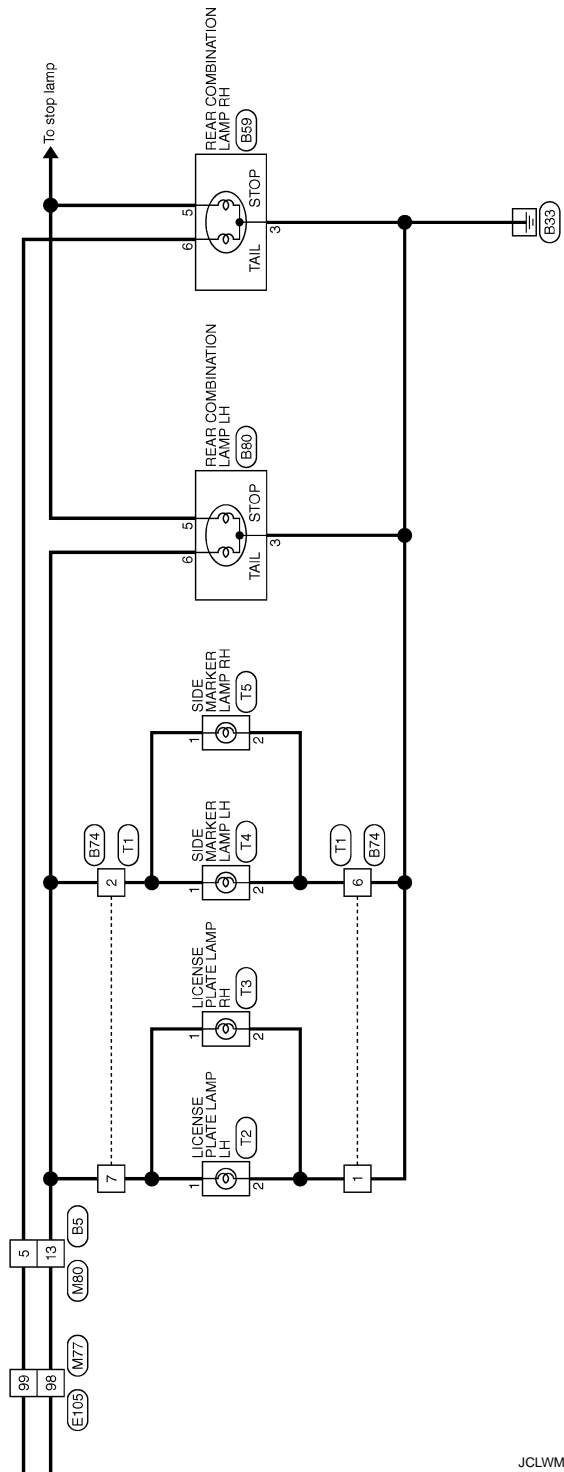 To stop lamp
REAR COMBINATION
LAMP RH
B59
5
STOP
6
TAIL
3
B33
REAR COMBINATION
LAMP LH
B80
5
STOP
6
TAIL
3
SIDE
MARKER
LAMP RH
T5
1
2
B74
T1
2
SIDE
MARKER
LAMP LH
T4
1
2
T1
B74
6
LICENSE
PLATE LAMP
RH
T3
1
2
7
LICENSE
PLATE LAMP
LH
T2
1
2
1
5
13
B5
M80
99
98
M77
E105
JCLWM